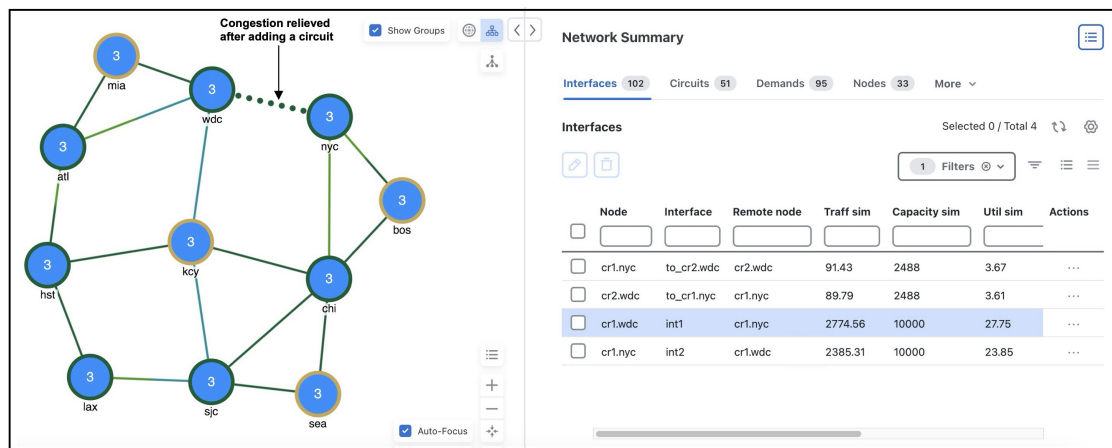 Congestion relieved
after adding a circuit
Show Groups
3
mia
3
wdc
3
nyc
3
atl
3
bos
3
kcy
3
hst
3
chi
3
lax
3
sjc
3
sea
Auto-Focus
Network Summary
Interfaces 102 Circuits 51 Demands 95 Nodes 33 More
Interfaces
Selected 0 / Total 4
1 Filters
Node Interface Remote node Traff sim Capacity sim Util sim Actions
cr1.nyc to_cr2.wdc cr2.wdc 91.43 2488 3.67 ...
cr2.wdc to_cr1.nyc cr1.nyc 89.79 2488 3.61 ...
cr1.wdc int1 cr1.nyc 2774.56 10000 27.75 ...
cr1.nyc int2 cr1.wdc 2385.31 10000 23.85 ...